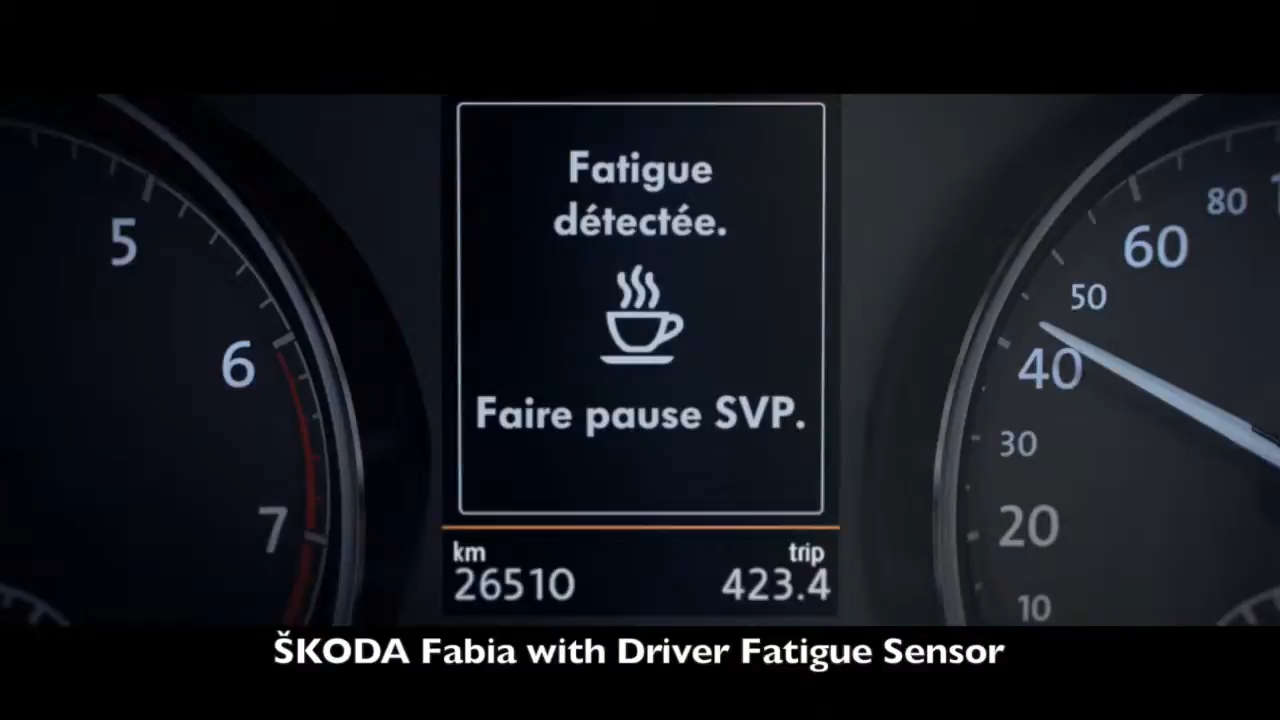 Fatigue
détectée.
Faire pause SVP.
km
trip
26510
423.4
5
6
7
80
60
50
40
30
20
10
ŠKODA Fabia with Driver Fatigue Sensor